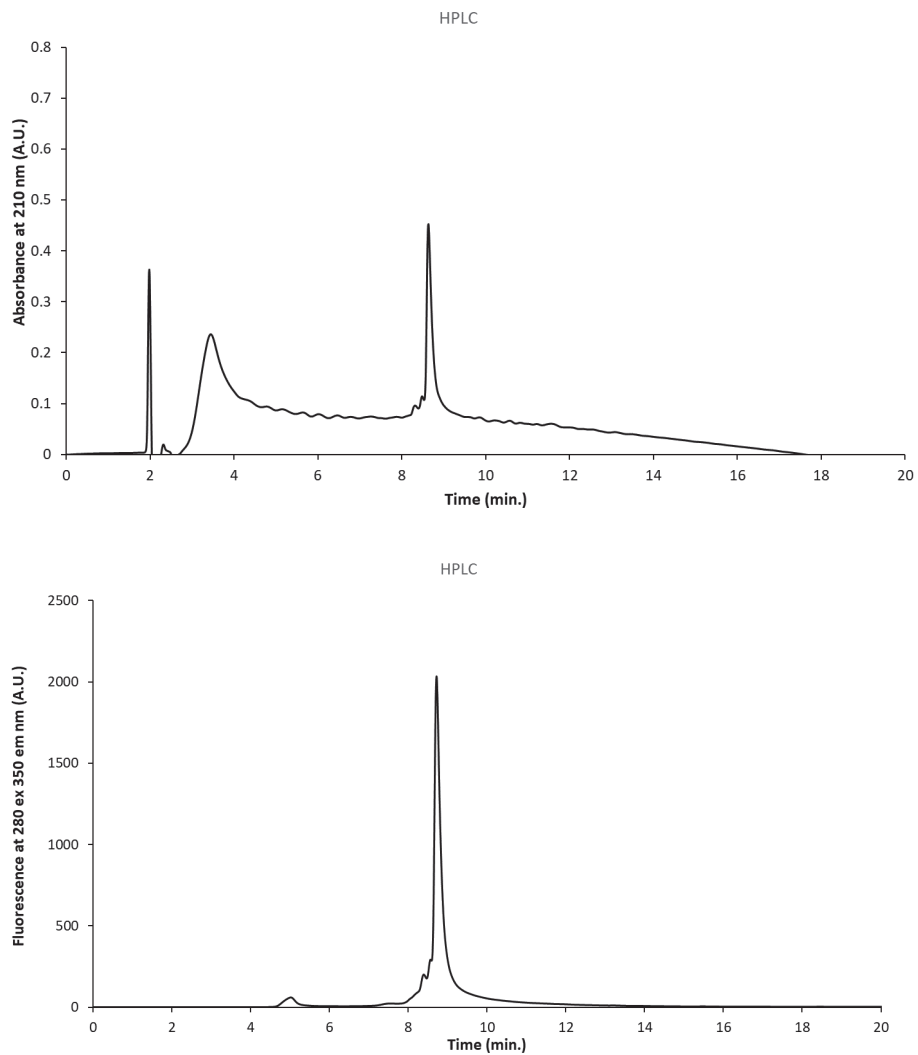 HPLC
0.8
0.7
0.6
0.5
0.4
0.3
0.2
0.1
0
Absorbance at 210 nm (A.U.)
0 2 4 6 8 10 12 14 16 18 20
Time (min.)
HPLC
2500
2000
1500
1000
500
0
Fluorescence at 280 ex 350 em nm (A.U.)
0 2 4 6 8 10 12 14 16 18 20
Time (min.)